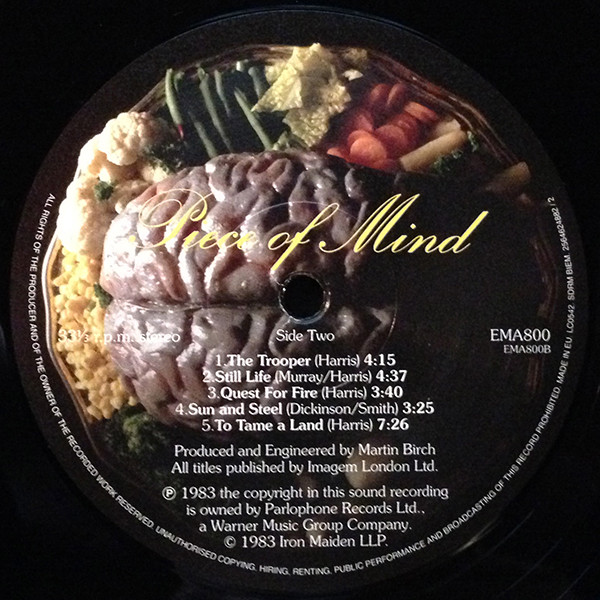 Piece of Mind
33⅓ r.p.m. stereo
Side Two
EMA800
EMA800B
1.The Trooper (Harris) 4:15
2.Still Life (Murray/Harris) 4:37
3.Quest For Fire (Harris) 3:40
4.Sun and Steel (Dickinson/Smith) 3:25
5.To Tame a Land (Harris) 7:26
Produced and Engineered by Martin Birch
All titles published by Imagem London Ltd.
℗ 1983 the copyright in this sound recording
is owned by Parlophone Records Ltd.,
a Warner Music Group Company.
© 1983 Iron Maiden LLP.
ALL RIGHTS OF THE PRODUCER AND OF THE OWNER OF THE RECORDED WORK RESERVED. UNAUTHORISED COPYING, HIRING, RENTING, PUBLIC PERFORMANCE AND BROADCASTING OF THIS RECORD PROHIBITED. MADE IN EU. LC0542. SDRM BIEM. 2564624882 / 2